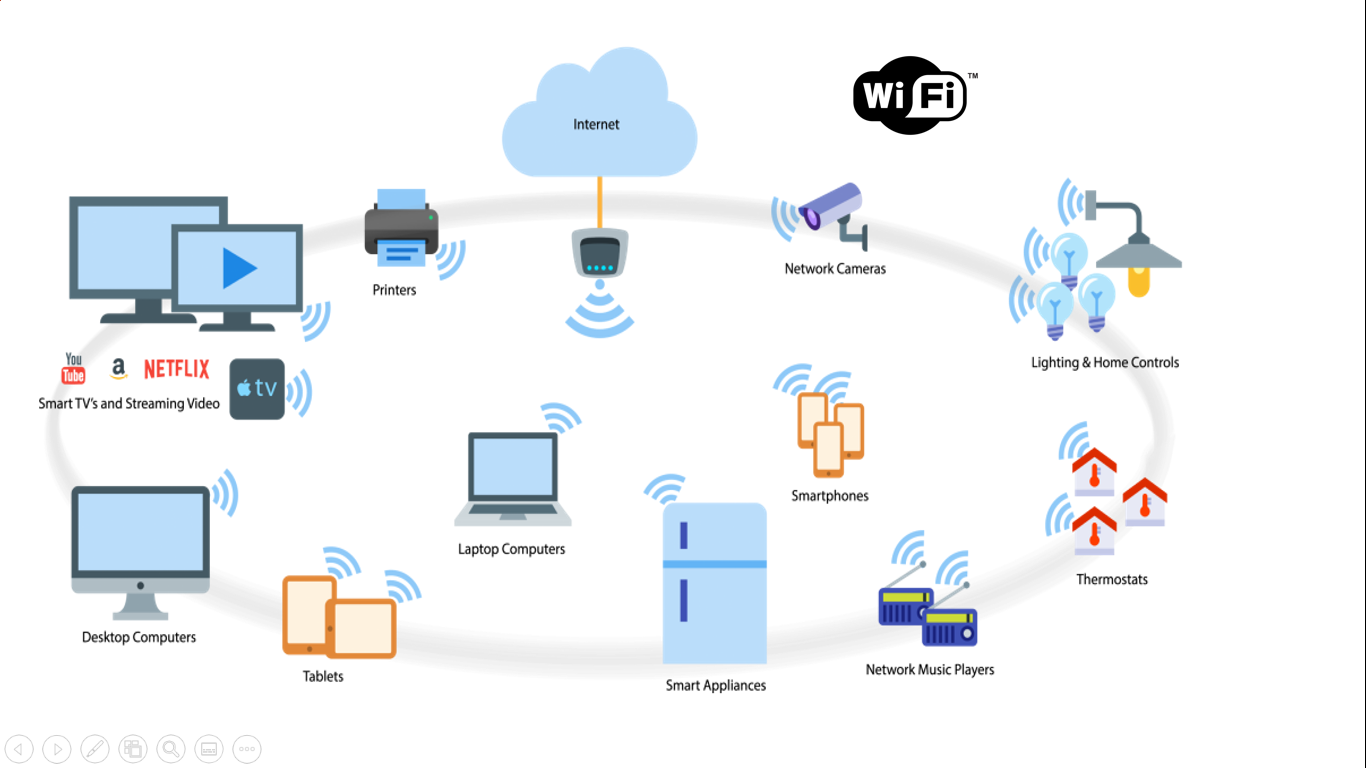 Internet
Wi Fi™
Printers
Network Cameras
You
Tube
a
NETFLIX
tv
Smart TV's and Streaming Video
Lighting & Home Controls
Smartphones
Laptop Computers
Thermostats
Desktop Computers
Tablets
Smart Appliances
Network Music Players